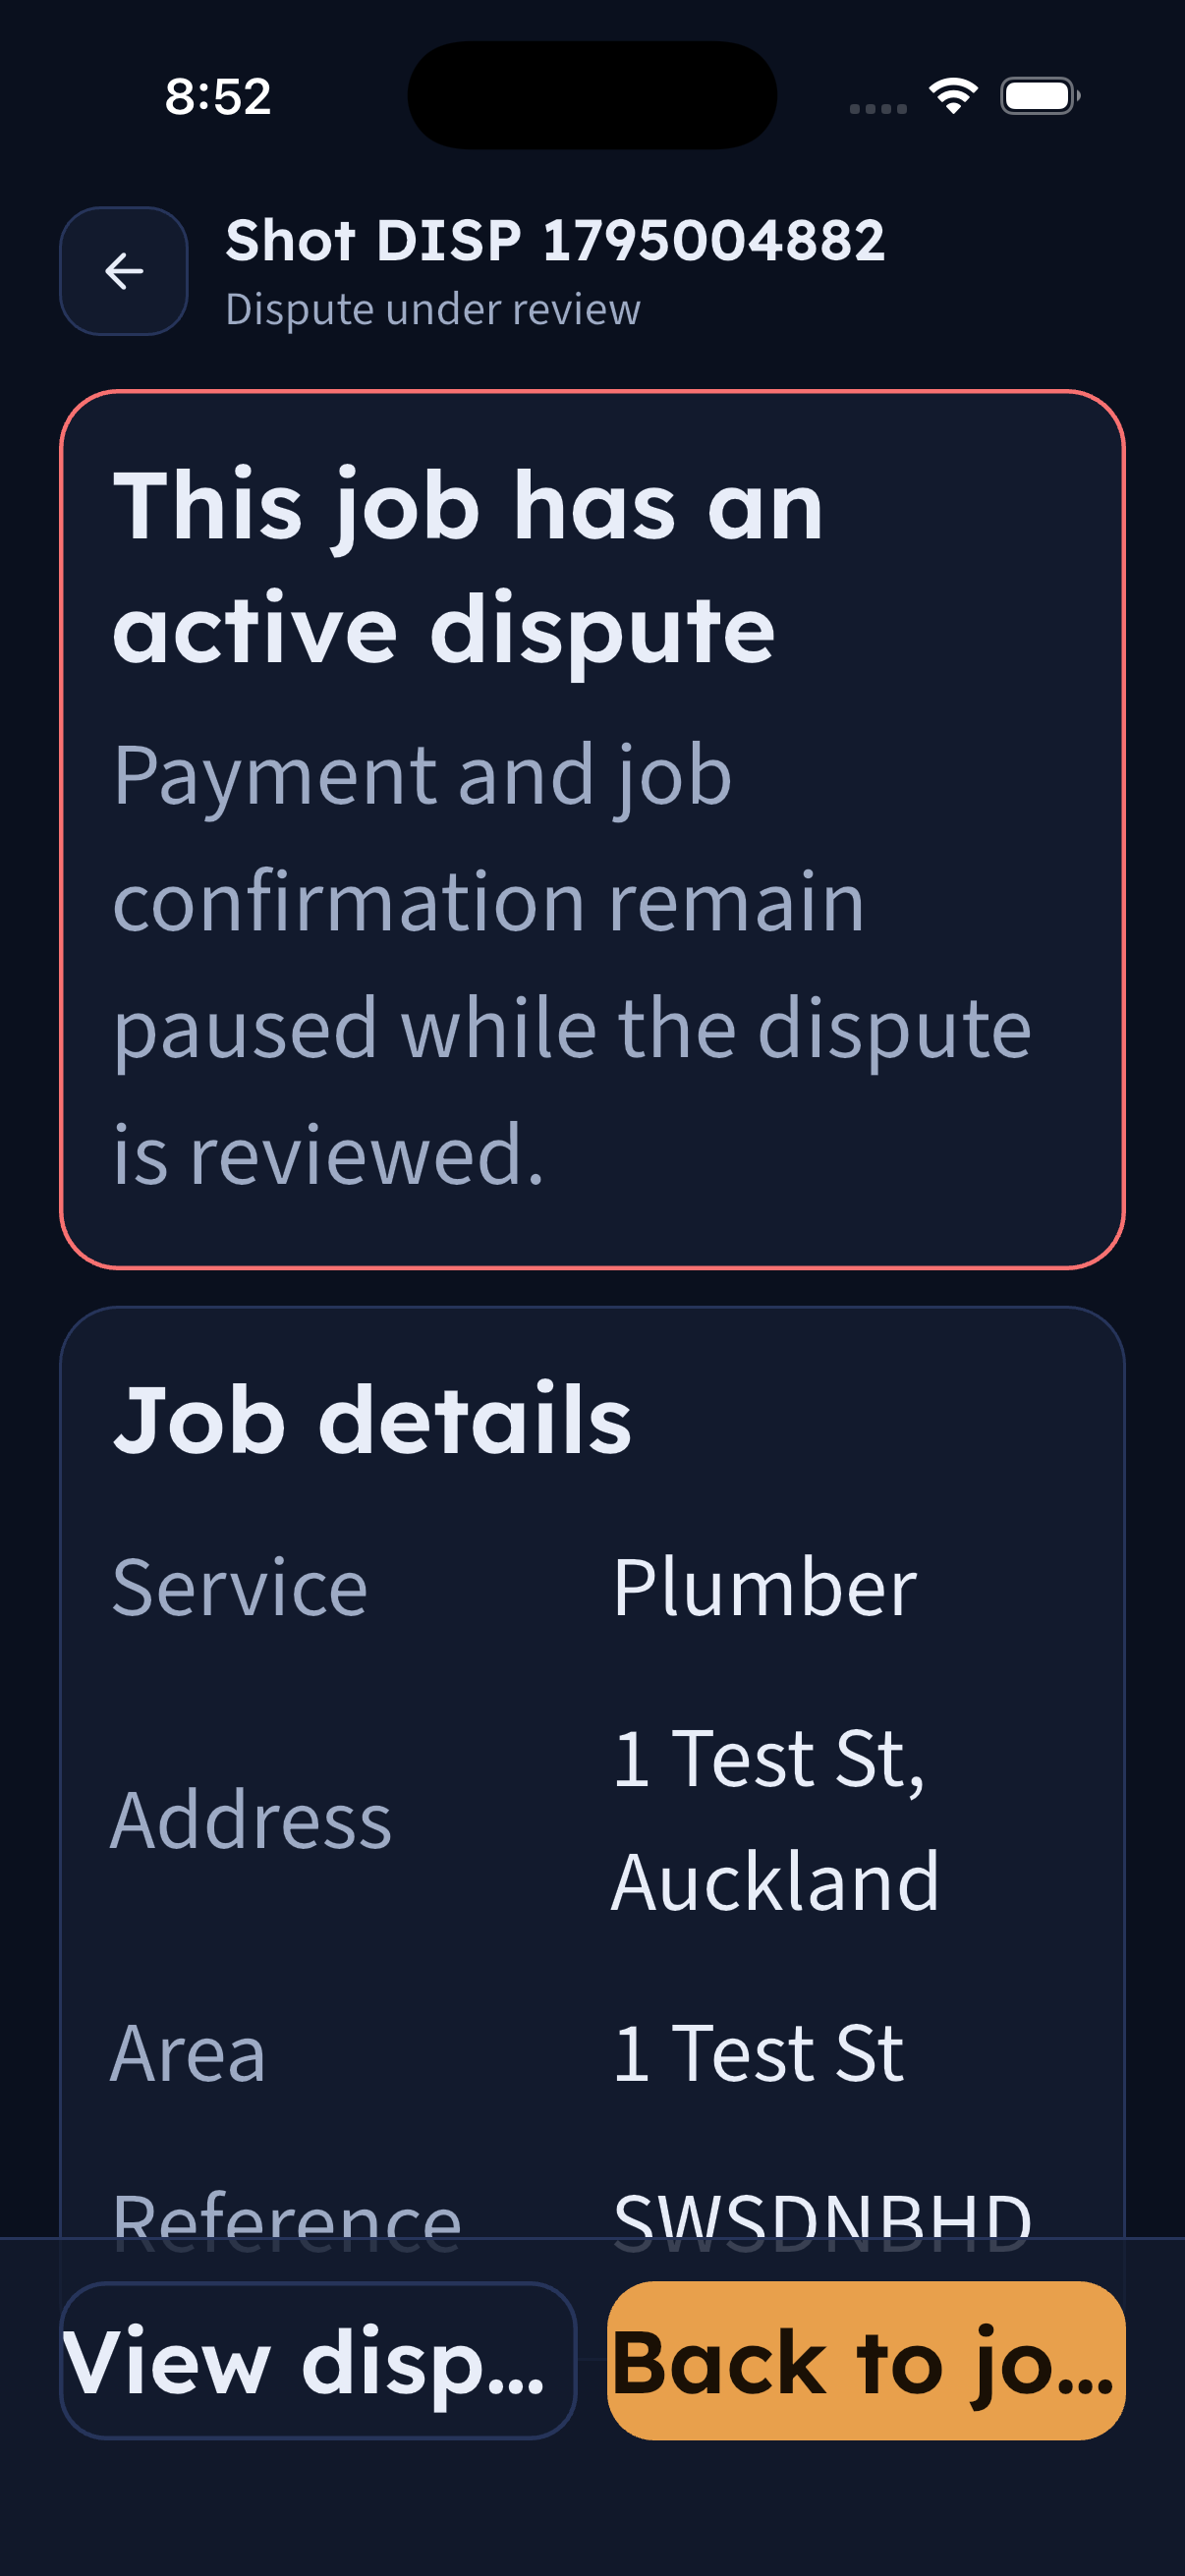 8:52
Shot DISP 1795004882
Dispute under review
This job has an
active dispute
Payment and job
confirmation remain
paused while the dispute
is reviewed.
Job details
Service Plumber
Address 1 Test St,
Auckland
Area 1 Test St
Reference SWSDNBHD
View disp...
Back to jo...